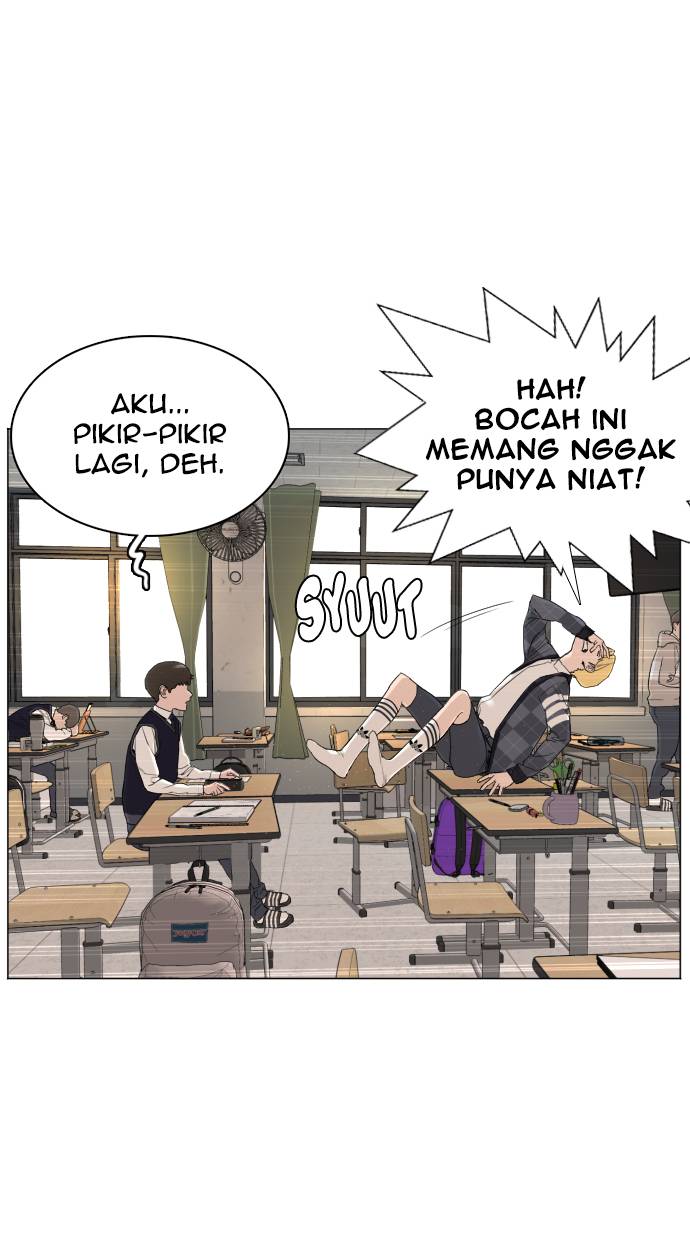 AKU...
PIKIR-PIKIR
LAGI, DEH.
HAH!
BOCAH INI
MEMANG NGGAK
PUNYA NIAT!
SYUUT